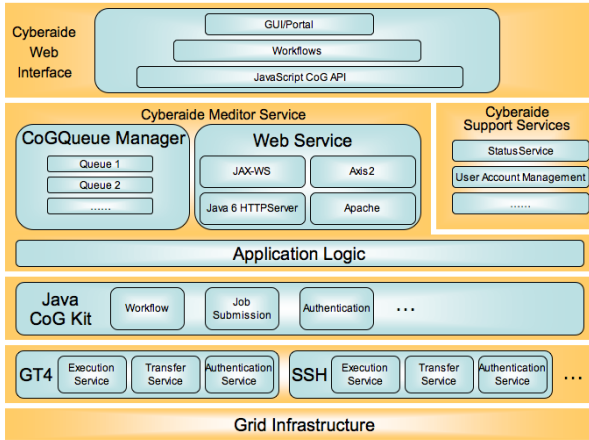 Cyberaide
Web
Interface
GUI/Portal
Workflows
JavaScript CoG API
Cyberaide Meditor Service
CoGQueue Manager
Queue 1
Queue 2
......
Web Service
JAX-WS
Axis2
Java 6 HTTPServer
Apache
Cyberaide
Support Services
StatusService
User Account Management
......
Application Logic
Java
CoG Kit
Workflow
Job
Submission
Authentication
...
GT4
Execution
Service
Transfer
Service
Authentication
Service
SSH
Execution
Service
Transfer
Service
Authentication
Service
...
Grid Infrastructure